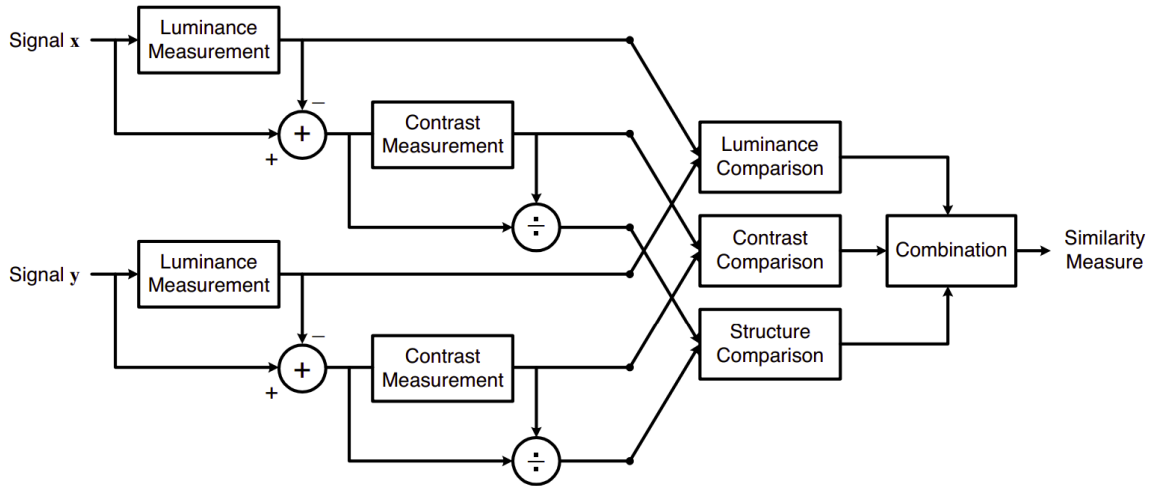 Luminance
Measurement
Signal x
−
+
+
Contrast
Measurement
÷
Luminance
Comparison
Luminance
Measurement
Signal y
−
+
+
Contrast
Measurement
÷
Contrast
Comparison
Combination
Similarity
Measure
Structure
Comparison